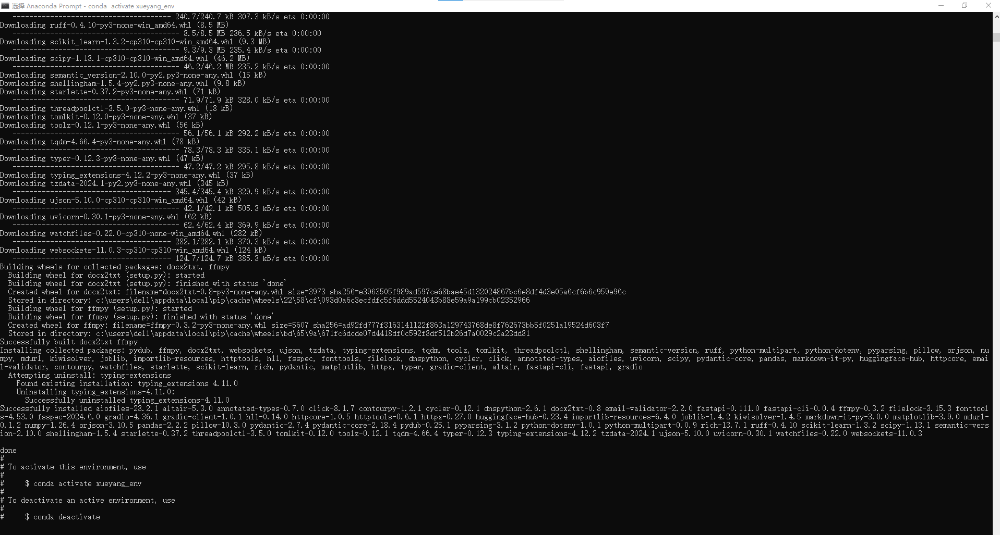 选择 Anaconda Prompt - conda  activate xueyang_env
   -------------------------------------- 240.7/240.7 kB 307.3 kB/s eta 0:00:00
Downloading ruff-0.4.10-py3-none-win_amd64.whl (8.5 MB)
   ---------------------------------------- 8.5/8.5 MB 236.5 kB/s eta 0:00:00
Downloading scikit_learn-1.3.2-cp310-cp310-win_amd64.whl (9.3 MB)
   ---------------------------------------- 9.3/9.3 MB 235.4 kB/s eta 0:00:00
Downloading scipy-1.13.1-cp310-cp310-win_amd64.whl (46.2 MB)
   ---------------------------------------- 46.2/46.2 MB 235.2 kB/s eta 0:00:00
Downloading semantic_version-2.10.0-py2.py3-none-any.whl (15 kB)
Downloading shellingham-1.5.4-py2.py3-none-any.whl (9.8 kB)
Downloading starlette-0.37.2-py3-none-any.whl (71 kB)
   ---------------------------------------- 71.9/71.9 kB 328.0 kB/s eta 0:00:00
Downloading threadpoolctl-3.5.0-py3-none-any.whl (18 kB)
Downloading tomlkit-0.12.0-py3-none-any.whl (37 kB)
Downloading toolz-0.12.1-py3-none-any.whl (56 kB)
   ---------------------------------------- 56.1/56.1 kB 292.2 kB/s eta 0:00:00
Downloading tqdm-4.66.4-py3-none-any.whl (78 kB)
   ---------------------------------------- 78.3/78.3 kB 335.1 kB/s eta 0:00:00
Downloading typer-0.12.3-py3-none-any.whl (47 kB)
   ---------------------------------------- 47.2/47.2 kB 295.8 kB/s eta 0:00:00
Downloading typing_extensions-4.12.2-py3-none-any.whl (37 kB)
Downloading tzdata-2024.1-py2.py3-none-any.whl (345 kB)
   -------------------------------------- 345.4/345.4 kB 329.9 kB/s eta 0:00:00
Downloading ujson-5.10.0-cp310-cp310-win_amd64.whl (42 kB)
   ---------------------------------------- 42.1/42.1 kB 505.3 kB/s eta 0:00:00
Downloading uvicorn-0.30.1-py3-none-any.whl (62 kB)
   ---------------------------------------- 62.4/62.4 kB 369.9 kB/s eta 0:00:00
Downloading watchfiles-0.22.0-cp310-none-win_amd64.whl (282 kB)
   -------------------------------------- 282.1/282.1 kB 370.3 kB/s eta 0:00:00
Downloading websockets-11.0.3-cp310-cp310-win_amd64.whl (124 kB)
   -------------------------------------- 124.7/124.7 kB 385.3 kB/s eta 0:00:00
Building wheels for collected packages: docx2txt, ffmpy
  Building wheel for docx2txt (setup.py): started
  Building wheel for docx2txt (setup.py): finished with status 'done'
  Created wheel for docx2txt: filename=docx2txt-0.8-py3-none-any.whl size=3973 sha256=e3963505f989ad597ce68bae45d132024867bc6e8df4d3e05a6cf6b6c959e96c
  Stored in directory: c:\users\dell\appdata\local\pip\cache\wheels\22\58\cf\093d0a6c3ecfdfc5f6ddd5524043b88e59a9a199cb02352966
  Building wheel for ffmpy (setup.py): started
  Building wheel for ffmpy (setup.py): finished with status 'done'
  Created wheel for ffmpy: filename=ffmpy-0.3.2-py3-none-any.whl size=5607 sha256=ad92fd777f3163141122f863a129743768de8f762673bb5f0251a19524d603f7
  Stored in directory: c:\users\dell\appdata\local\pip\cache\wheels\bd\65\9a\671fc6dcde07d4418df0c592f8df512b26d7a0029c2a23dd81
Successfully built docx2txt ffmpy
Installing collected packages: pydub, ffmpy, docx2txt, websockets, ujson, tzdata, typing-extensions, tqdm, toolz, tomlkit, threadpoolctl, shellingham, semantic-version, ruff, python-multipart, python-dotenv, pyparsing, pillow, orjson, nu
mpy, mdurl, kiwisolver, joblib, importlib-resources, httptools, h11, fsspec, fonttools, filelock, dnspython, cycler, click, annotated-types, aiofiles, uvicorn, scipy, pydantic-core, pandas, markdown-it-py, huggingface-hub, httpcore, emai
l-validator, contourpy, watchfiles, starlette, scikit-learn, rich, pydantic, matplotlib, httpx, typer, gradio-client, altair, fastapi-cli, fastapi, gradio
  Attempting uninstall: typing-extensions
    Found existing installation: typing_extensions 4.11.0
    Uninstalling typing_extensions-4.11.0:
      Successfully uninstalled typing_extensions-4.11.0
Successfully installed aiofiles-23.2.1 altair-5.3.0 annotated-types-0.7.0 click-8.1.7 contourpy-1.2.1 cycler-0.12.1 dnspython-2.6.1 docx2txt-0.8 email-validator-2.2.0 fastapi-0.111.0 fastapi-cli-0.0.4 ffmpy-0.3.2 filelock-3.15.3 fonttool
s-4.53.0 fsspec-2024.6.0 gradio-4.36.1 gradio-client-1.0.1 h11-0.14.0 httpcore-1.0.5 httptools-0.6.1 httpx-0.27.0 huggingface-hub-0.23.4 importlib-resources-6.4.0 joblib-1.4.2 kiwisolver-1.4.5 markdown-it-py-3.0.0 matplotlib-3.9.0 mdurl-
0.1.2 numpy-1.26.4 orjson-3.10.5 pandas-2.2.2 pillow-10.3.0 pydantic-2.7.4 pydantic-core-2.18.4 pydub-0.25.1 pyparsing-3.1.2 python-dotenv-1.0.1 python-multipart-0.0.9 rich-13.7.1 ruff-0.4.10 scikit-learn-1.3.2 scipy-1.13.1 semantic-vers
ion-2.10.0 shellingham-1.5.4 starlette-0.37.2 threadpoolctl-3.5.0 tomlkit-0.12.0 toolz-0.12.1 tqdm-4.66.4 typer-0.12.3 typing-extensions-4.12.2 tzdata-2024.1 ujson-5.10.0 uvicorn-0.30.1 watchfiles-0.22.0 websockets-11.0.3
done
#
# To activate this environment, use
#
#     $ conda activate xueyang_env
#
# To deactivate an active environment, use
#
#     $ conda deactivate